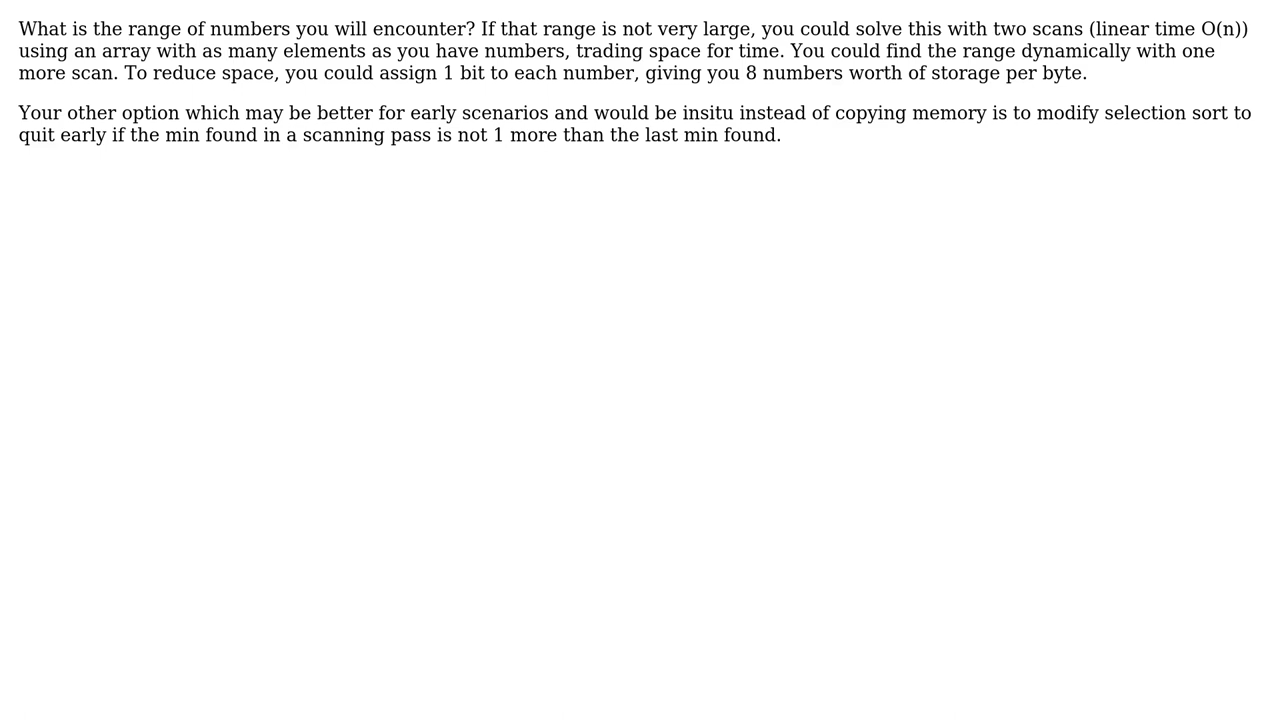 What is the range of numbers you will encounter? If that range is not very large, you could solve this with two scans (linear time O(n))
using an array with as many elements as you have numbers, trading space for time. You could find the range dynamically with one
more scan. To reduce space, you could assign 1 bit to each number, giving you 8 numbers worth of storage per byte.
Your other option which may be better for early scenarios and would be insitu instead of copying memory is to modify selection sort to
quit early if the min found in a scanning pass is not 1 more than the last min found.